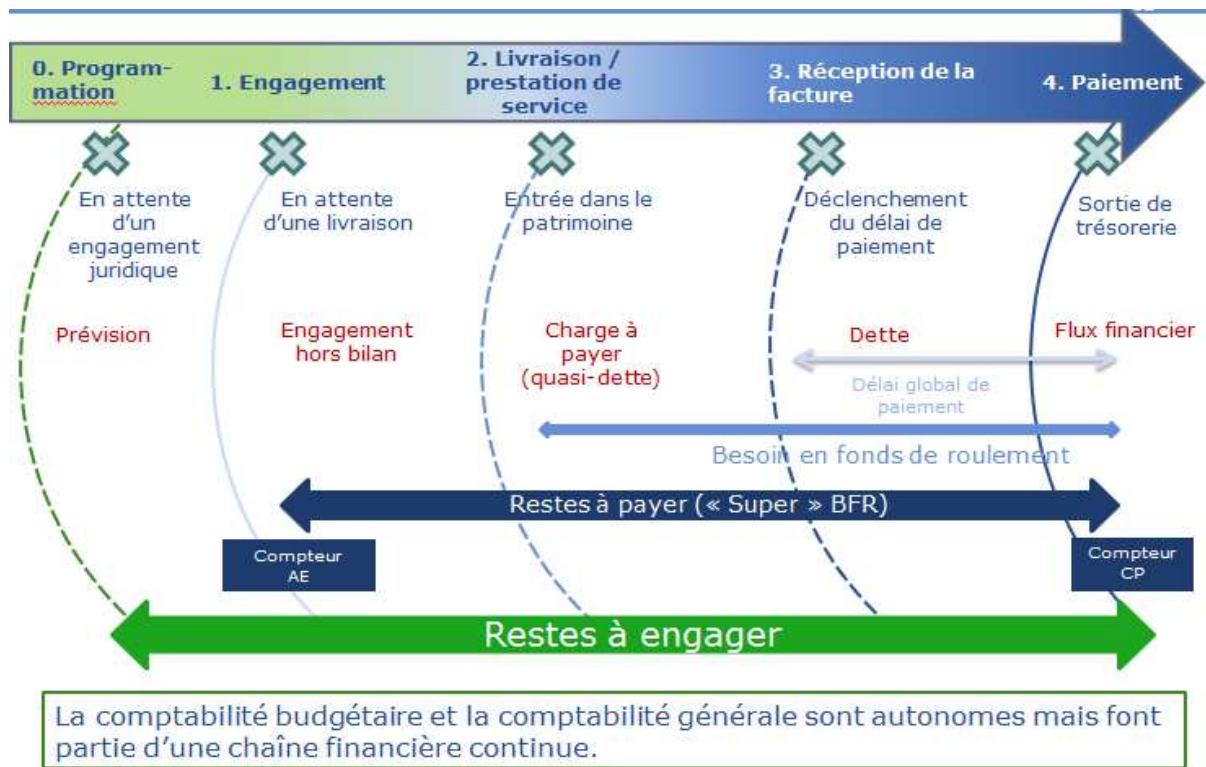 0. Program-
mation
1. Engagement
2. Livraison /
prestation de
service
3. Réception de la
facture
4. Paiement
En attente
d'un
engagement
juridique
En attente
d'une livraison
Entrée dans le
patrimoine
Déclenchement
du délai de
paiement
Sortie de
trésorerie
Prévision
Engagement
hors bilan
Charge à
payer
(quasi-dette)
Dette
Flux financier
Délai global de
paiement
Besoin en fonds de roulement
Restes à payer (« Super » BFR)
Compteur
AE
Compteur
CP
Restes à engager
La comptabilité budgétaire et la comptabilité générale sont autonomes mais font
partie d'une chaîne financière continue.